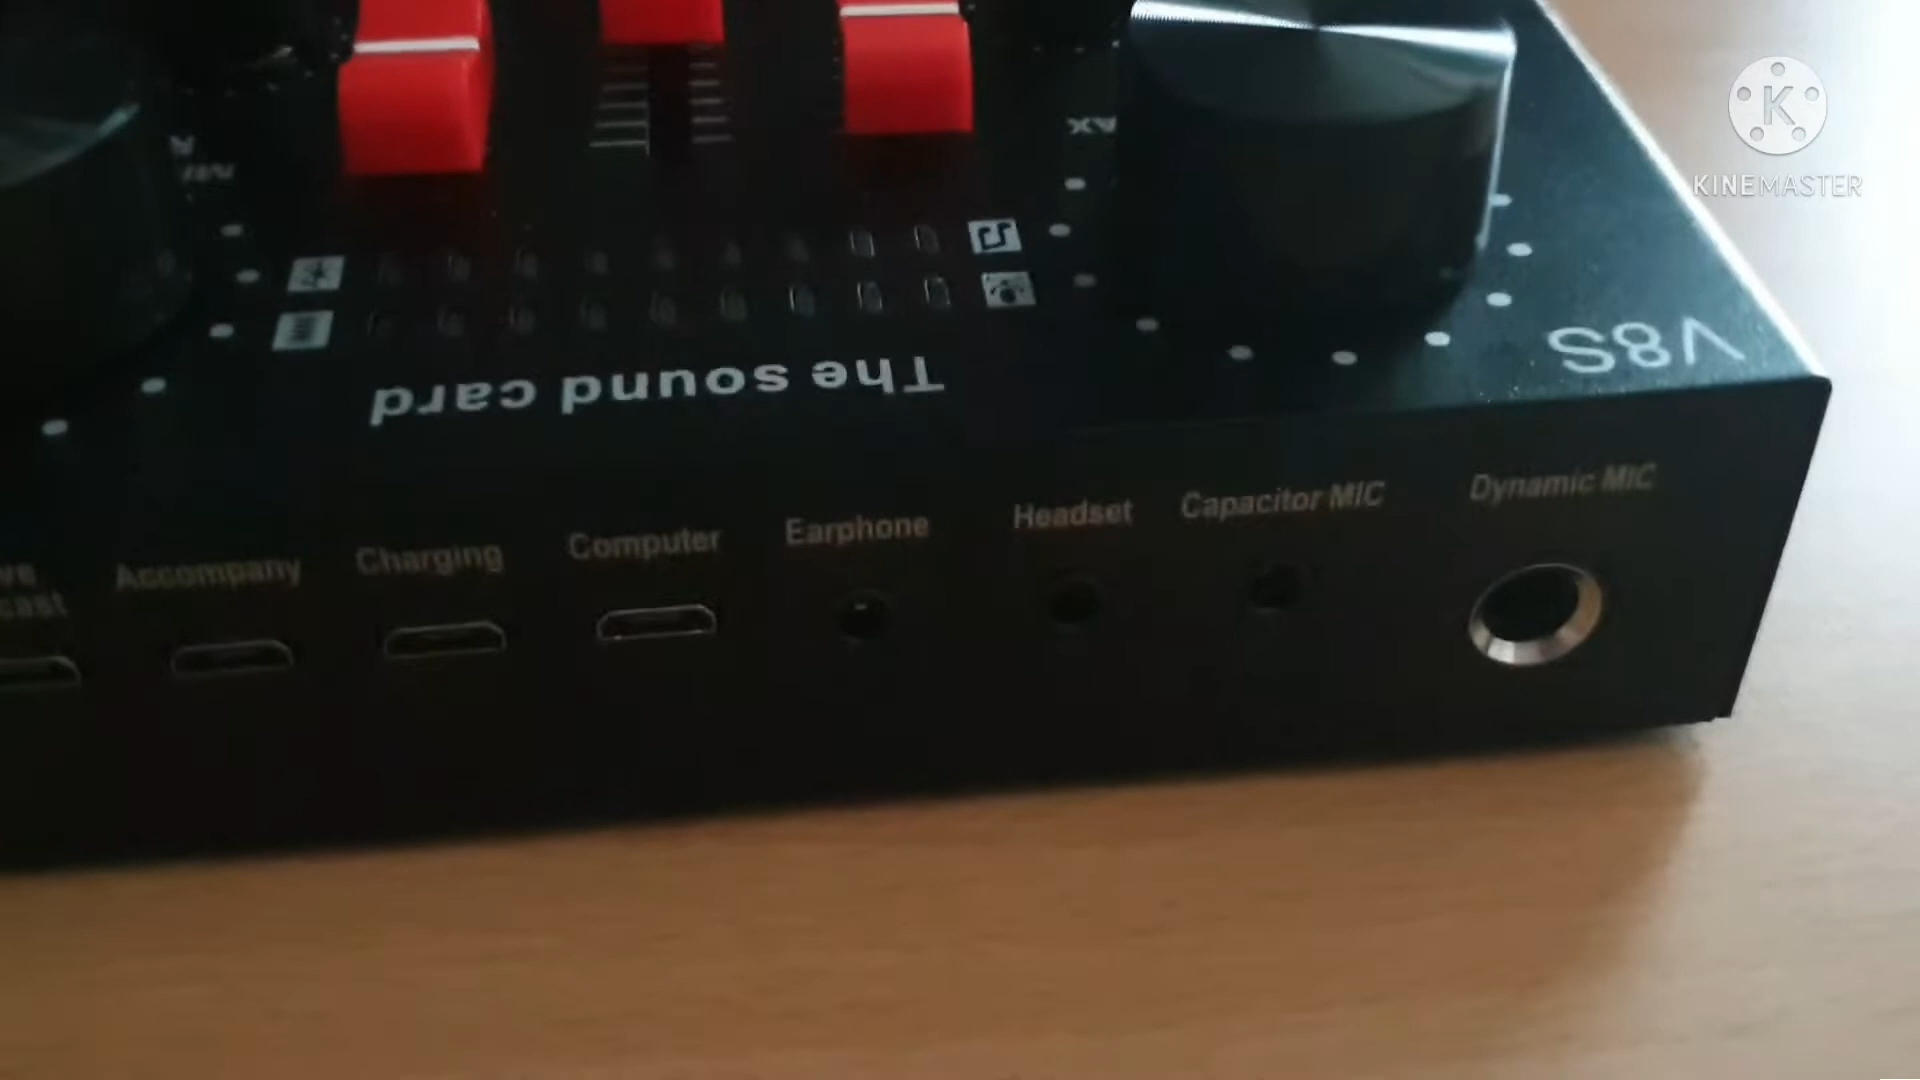 K
KINEMASTER
V8S
The sound card
Dynamic MIC
Capacitor MIC
Headset
Earphone
Computer
Charging
Accompany